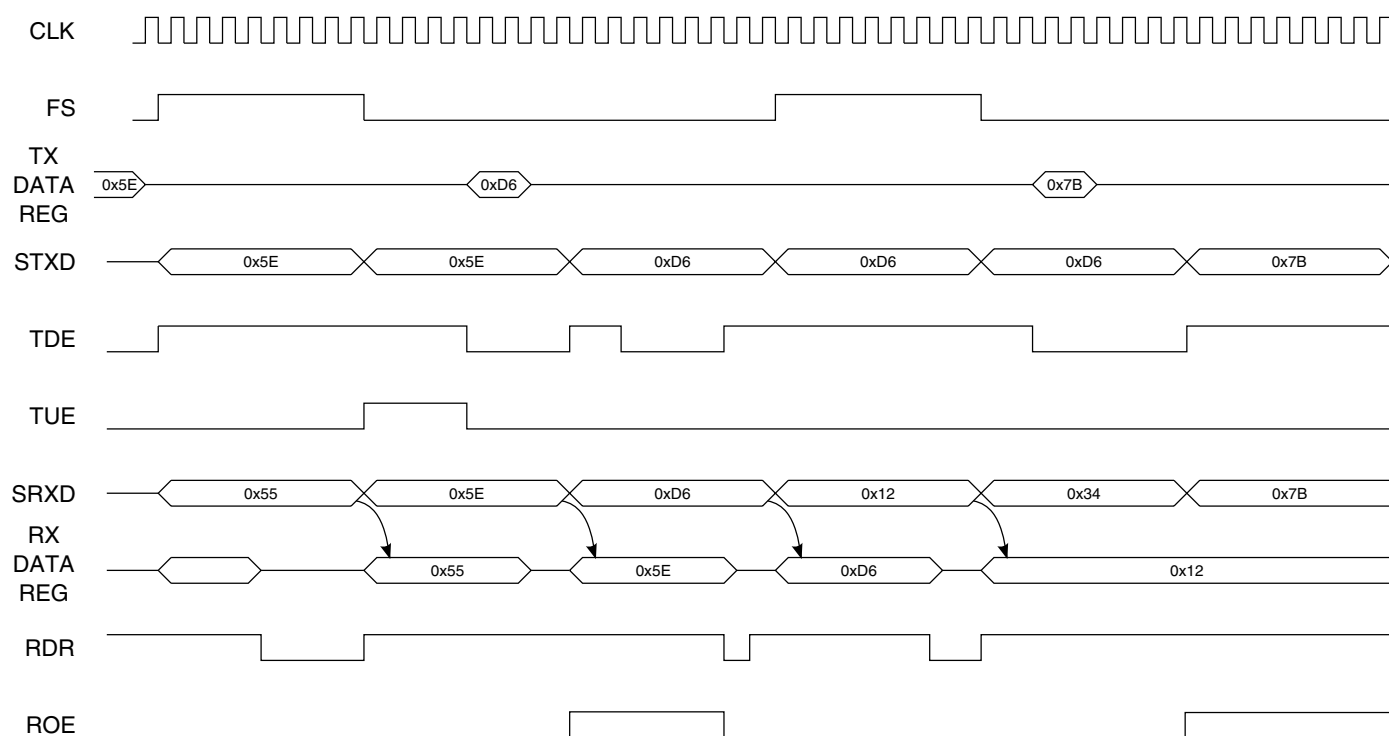 CLK
FS
TX
DATA
REG
0x5E 0xD6 0x7B
STXD 0x5E 0x5E 0xD6 0xD6 0xD6 0x7B
TDE
TUE
SRXD 0x55 0x5E 0xD6 0x12 0x34 0x7B
RX
DATA
REG
0x55 0x5E 0xD6 0x12
RDR
ROE